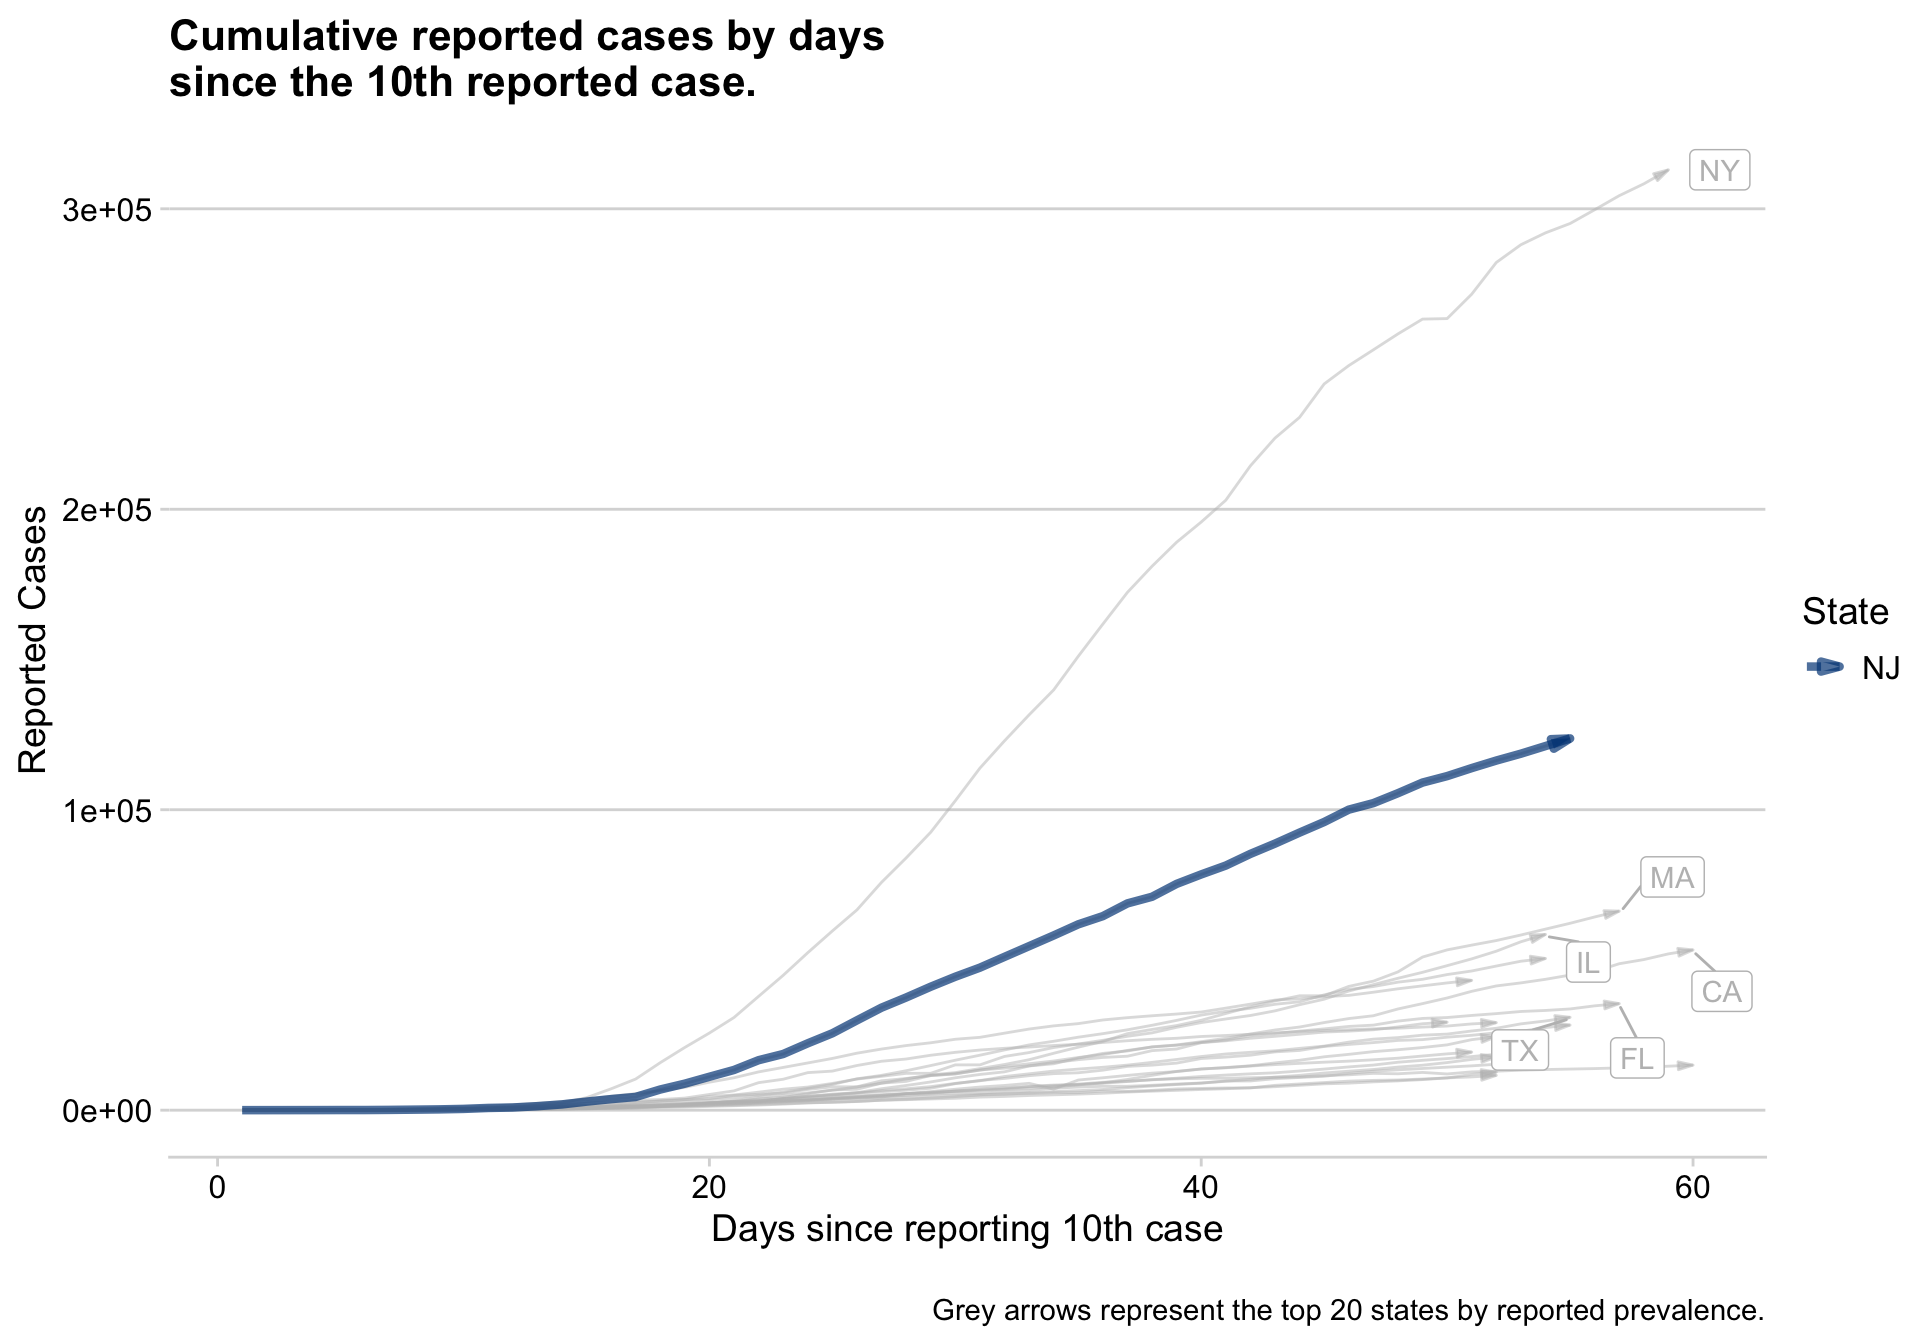 Cumulative reported cases by days
since the 10th reported case.
NY
3e+05
2e+05
Reported Cases
State
NJ
1e+05
MA
IL
CA
TX
FL
0e+00
0 20 40 60
Days since reporting 10th case
Grey arrows represent the top 20 states by reported prevalence.